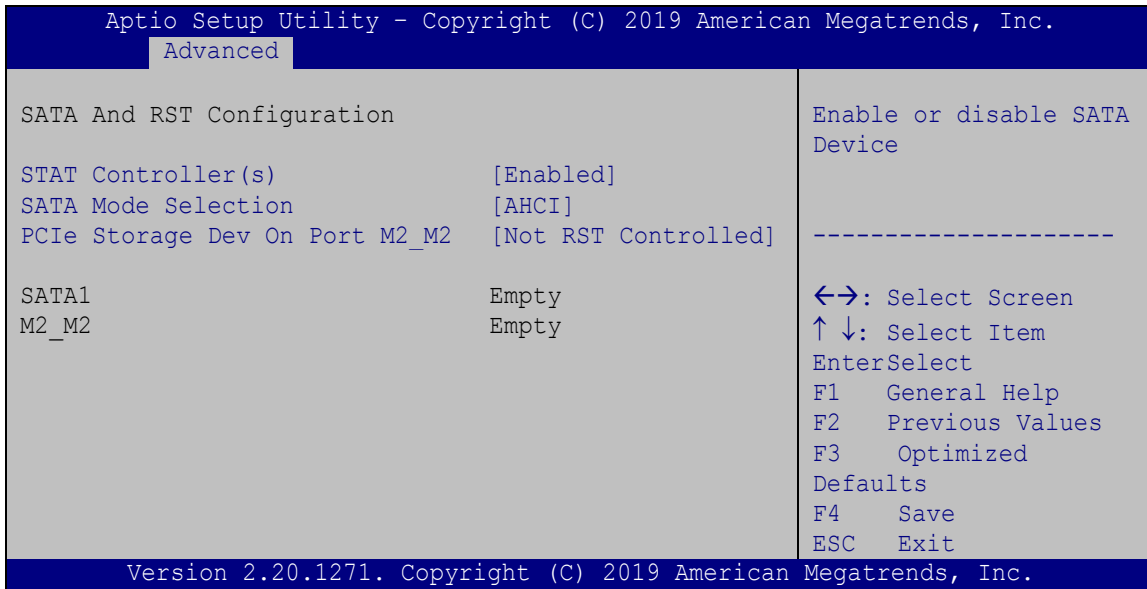 Aptio Setup Utility – Copyright (C) 2019 American Megatrends, Inc.
Advanced
SATA And RST Configuration
STAT Controller(s) [Enabled]
SATA Mode Selection [AHCI]
PCIe Storage Dev On Port M2_M2 [Not RST Controlled]
SATA1 Empty
M2_M2 Empty
Enable or disable SATA
Device
---------------------
←→: Select Screen
↑ ↓: Select Item
EnterSelect
F1 General Help
F2 Previous Values
F3 Optimized
Defaults
F4 Save
ESC Exit
Version 2.20.1271. Copyright (C) 2019 American Megatrends, Inc.